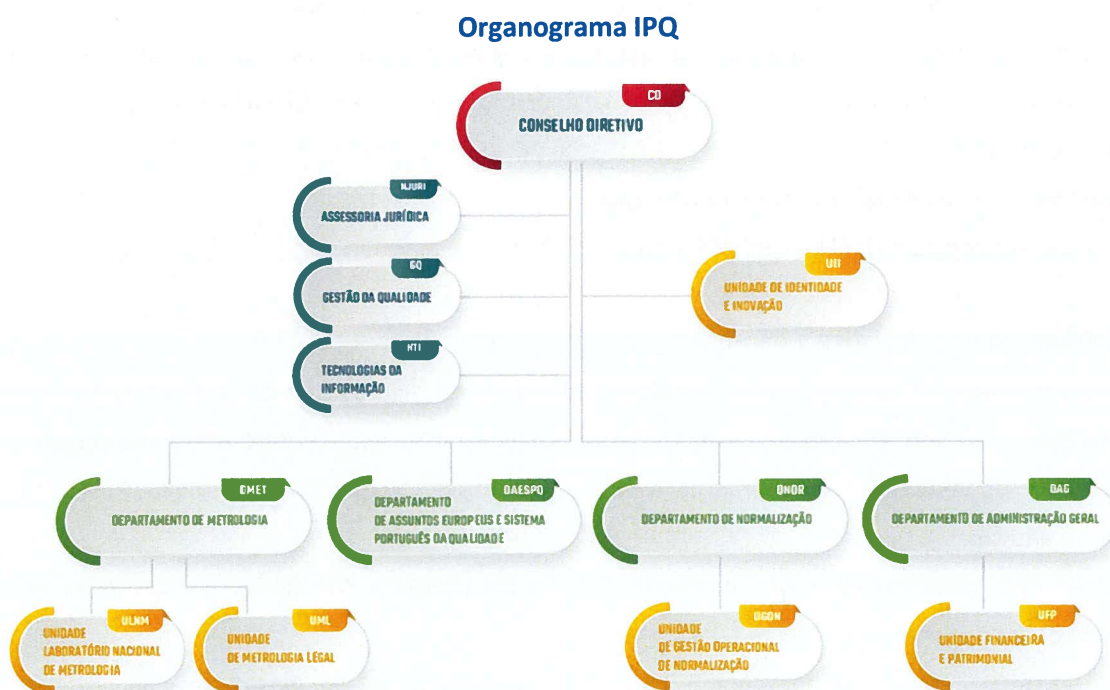 Organograma IPQ
CD
CONSELHO DIRETIVO
NJURI
ASSESSORIA JURÍDICA
GQ
GESTÃO DA QUALIDADE
UII
UNIDADE DE IDENTIDADE
E INOVAÇÃO
NTI
TECNOLOGIAS DA
INFORMAÇÃO
DMET
DEPARTAMENTO DE METROLOGIA
DAESPQ
DEPARTAMENTO
DE ASSUNTOS EUROPEUS E SISTEMA
PORTUGUÊS DA QUALIDADE
DNOR
DEPARTAMENTO DE NORMALIZAÇÃO
DAG
DEPARTAMENTO DE ADMINISTRAÇÃO GERAL
ULNM
UNIDADE
LABORATÓRIO NACIONAL
DE METROLOGIA
UML
UNIDADE
DE METROLOGIA LEGAL
UGON
UNIDADE
DE GESTÃO OPERACIONAL
DE NORMALIZAÇÃO
UFP
UNIDADE FINANCEIRA
E PATRIMONIAL